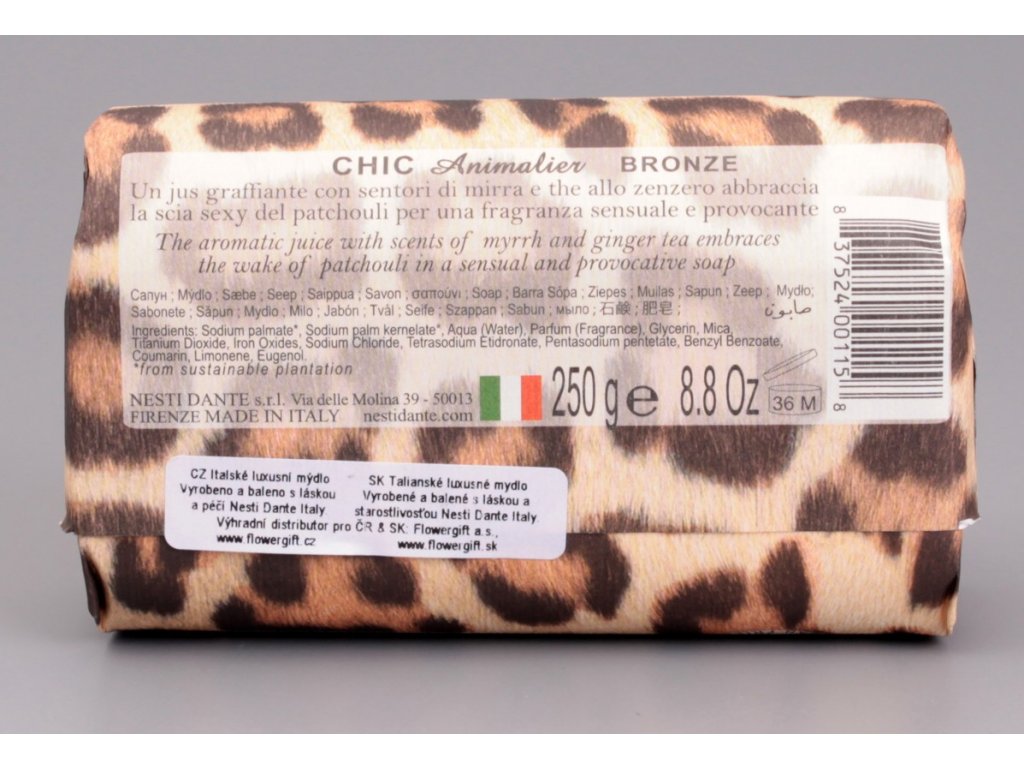 CHIC Animalier BRONZE
Un jus graffiante con sentori di mirra e the allo zenzero abbraccia
la scia sexy del patchouli per una fragranza sensuale e provocante
The aromatic juice with scents of myrrh and ginger tea embraces
the wake of patchouli in a sensual and provocative soap
Сапун ; Mýdlo ; Sæbe ; Seep ; Saippua ; Savon ; σαπούνι ; Soap ; Barra Sópa ; Ziepes ; Muilas ; Sapun ; Zeep ; Mydło;
Sabonete ; Săpun ; Mydlo ; Milo ; Jabón ; Tvål ; Seife ; Szappan ; Sabun ; мыло ; 石鹸 ; 肥皂 ; صابون
Ingredients: Sodium palmate*, Sodium palm kernelate*, Aqua (Water), Parfum (Fragrance), Glycerin, Mica,
Titanium Dioxide, Iron Oxides, Sodium Chloride, Tetrasodium Etidronate, Pentasodium pentetate, Benzyl Benzoate,
Coumarin, Limonene, Eugenol.
*from sustainable plantation
NESTI DANTE s.r.l. Via delle Molina 39 - 50013
FIRENZE MADE IN ITALY nestidante.com
250 g e 8.8 Oz
36 M
8 37524 00115 8
CZ Italské luxusní mýdlo
Vyrobeno a baleno s láskou
a péčí Nesti Dante Italy
SK Talianské luxusné mydlo
Vyrobené a balené s láskou a
starostlivosťou Nesti Dante Italy.
Výhradní distributor pro ČR & SK: Flowergift a.s.,
www.flowergift.cz www.flowergift.sk